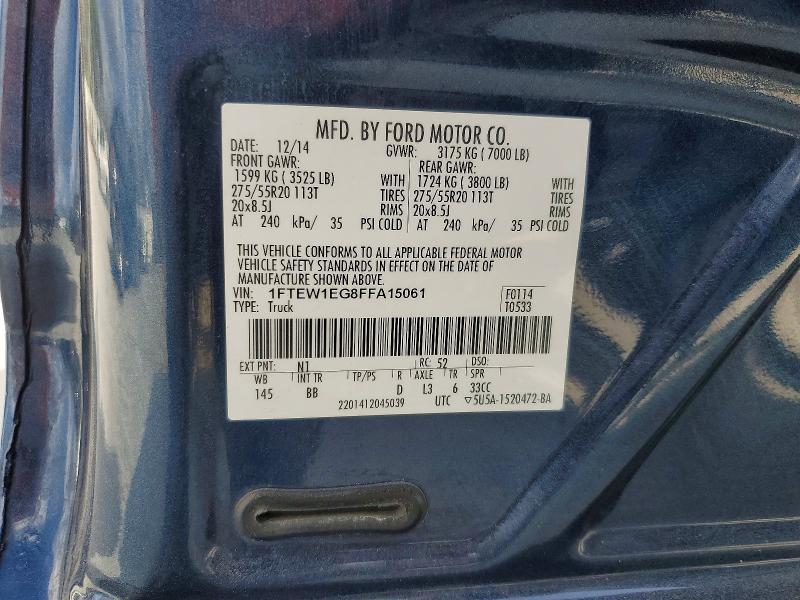 MFD. BY FORD MOTOR CO.
DATE: 12/14 GVWR: 3175 KG ( 7000 LB)
FRONT GAWR: REAR GAWR:
1599 KG ( 3525 LB) WITH 1724 KG ( 3800 LB) WITH
275/55R20 113T TIRES 275/55R20 113T TIRES
20x8.5J RIMS 20x8.5J RIMS
AT 240 kPa/ 35 PSI COLD AT 240 kPa/ 35 PSI COLD
THIS VEHICLE CONFORMS TO ALL APPLICABLE FEDERAL MOTOR
VEHICLE SAFETY STANDARDS IN EFFECT ON THE DATE OF
MANUFACTURE SHOWN ABOVE.
VIN: 1FTEW1EG8FFA15061 F0114
TYPE: Truck T0533
EXT PNT: N1 RC: 52 DSO:
WB INT TR TP/PS R AXLE TR SPR
145 BB D L3 6 33CC
2201412045039 UTC ▽5U5A-1520472-BA